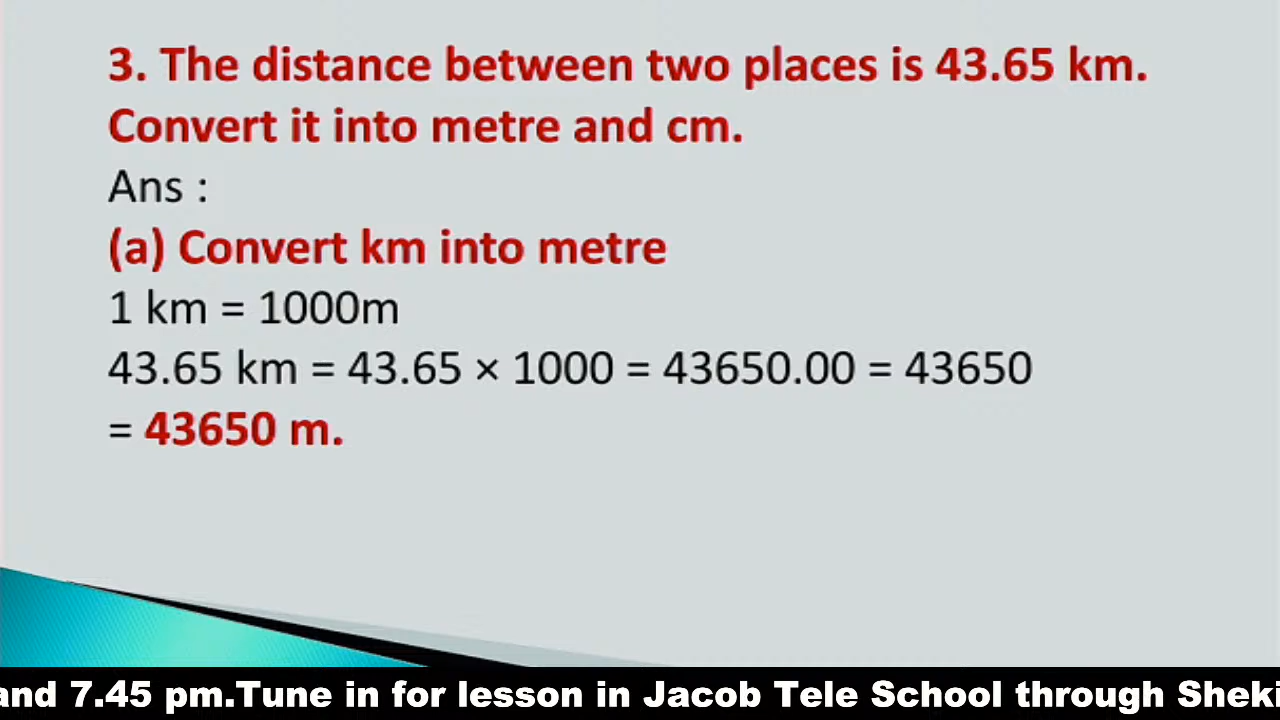 3. The distance between two places is 43.65 km.
Convert it into metre and cm.
Ans :
(a) Convert km into metre
1 km = 1000m
43.65 km = 43.65 × 1000 = 43650.00 = 43650
= 43650 m.
and 7.45 pm.Tune in for lesson in Jacob Tele School through